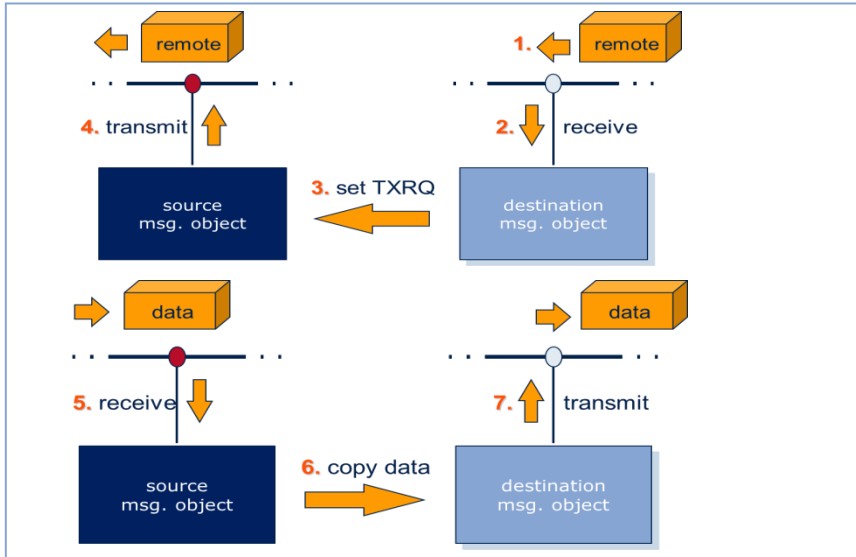 remote
1.
remote
4. transmit
2.
receive
source
msg. object
3. set TXRQ
destination
msg. object
data
data
5. receive
7.
transmit
source
msg. object
6. copy data
destination
msg. object